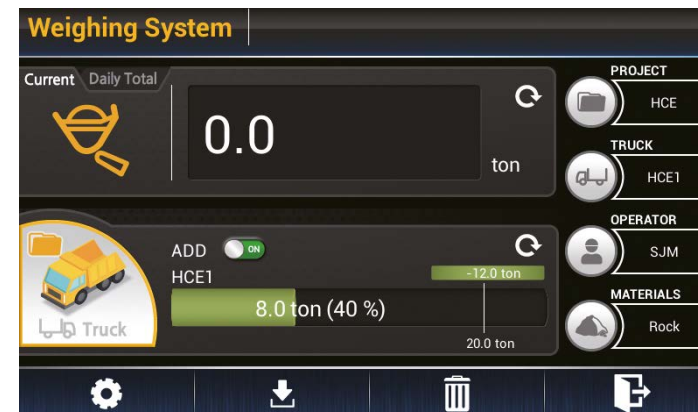 Weighing System
Current Daily Total
0.0
ton
ADD ON
HCE1
-12.0 ton
8.0 ton (40 %)
20.0 ton
Truck
PROJECT
HCE
TRUCK
HCE1
OPERATOR
SJM
MATERIALS
Rock